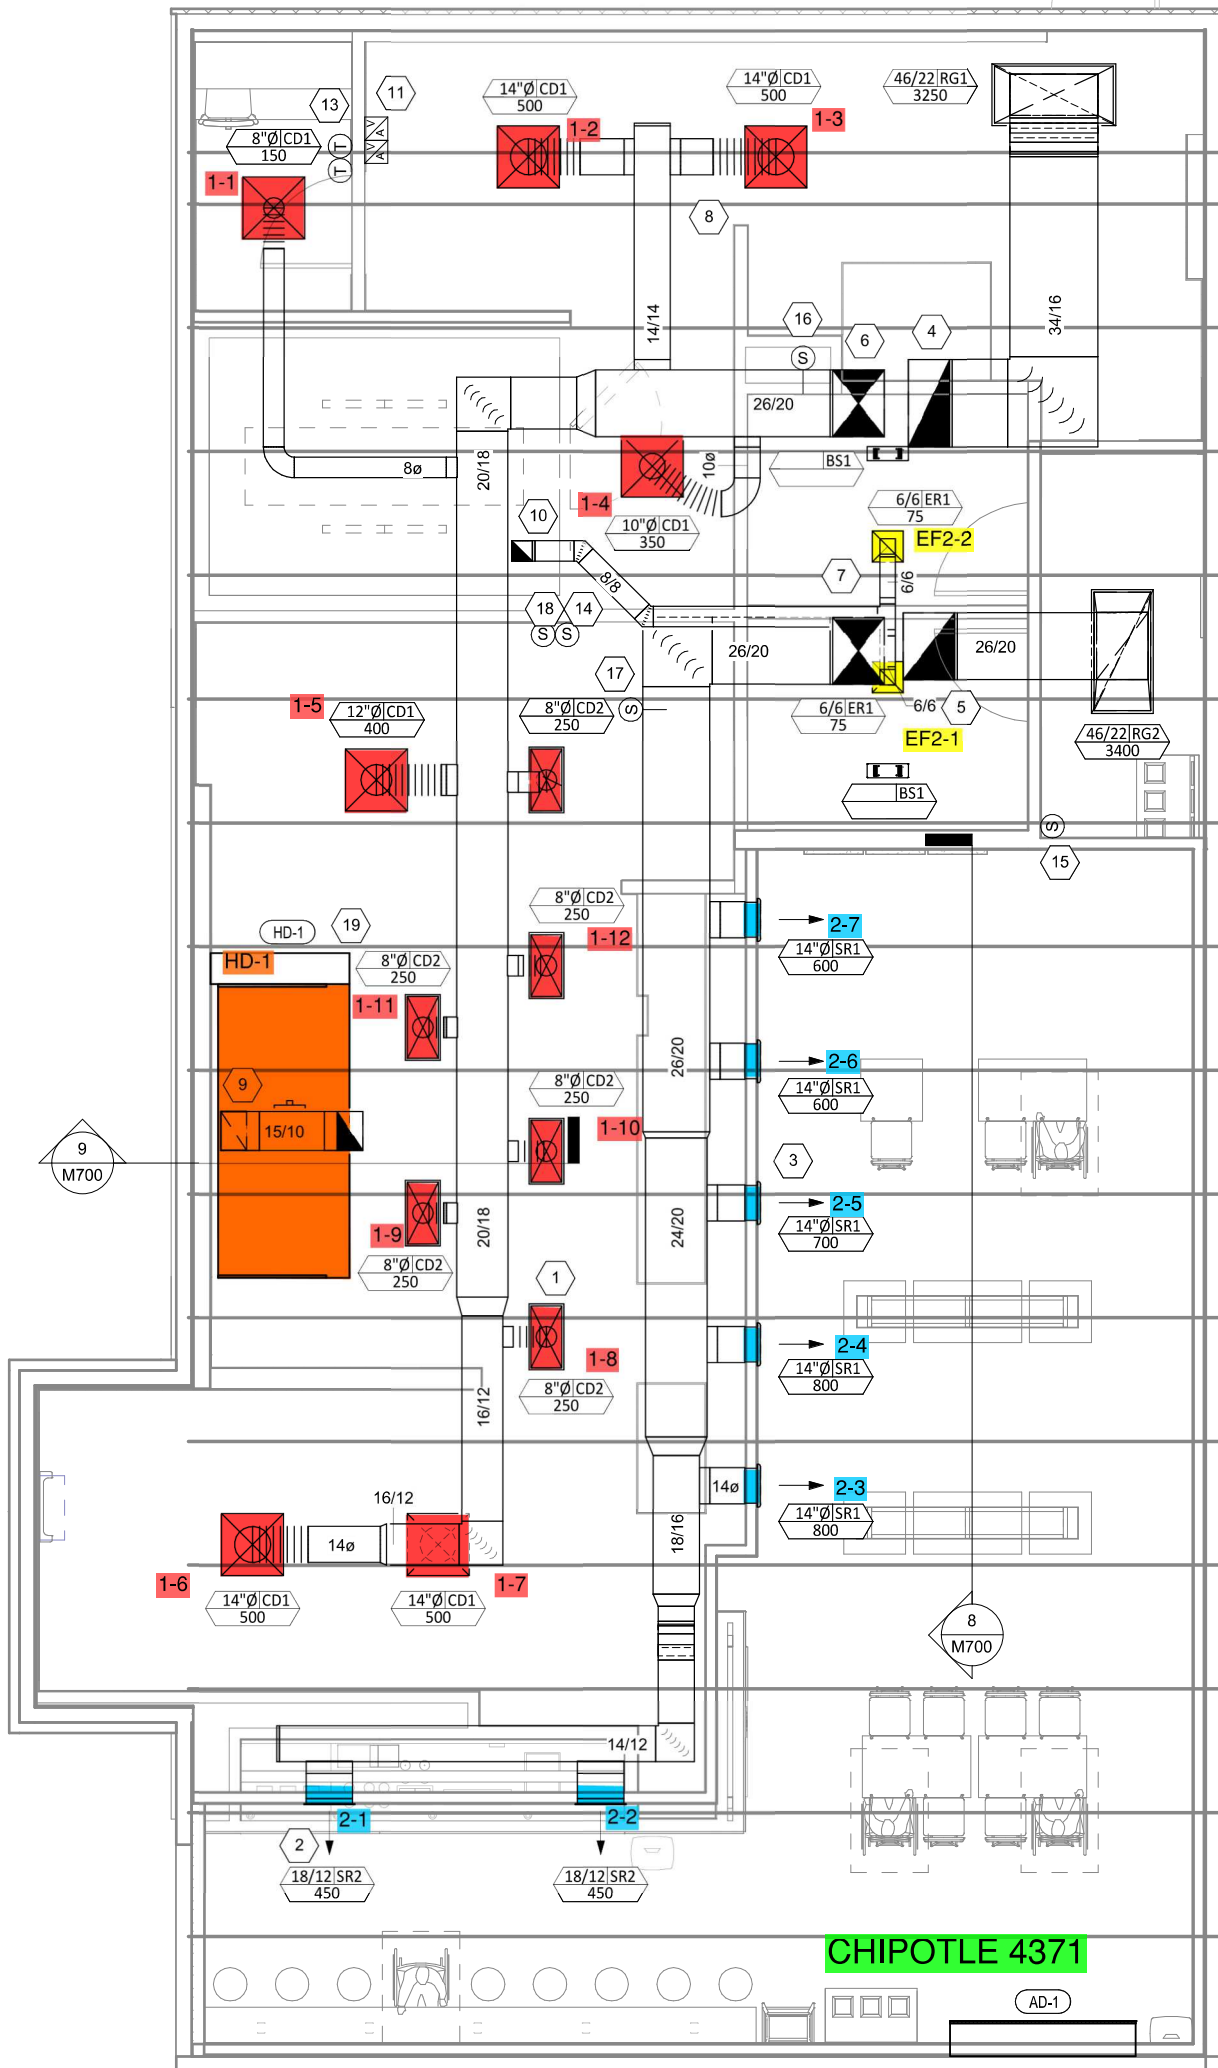 14"Ø CD1
500
14"Ø CD1
500
46/22 RG1
3250
11
13
8"Ø CD1
150
1-2
1-3
V
A
V
A
T
T
1-1
8
14/14
34/16
16
6
4
S
26/20
20/18
8ø
10ø
BS1
1-4
10"Ø CD1
350
6/6 ER1
75
EF2-2
10
8/8
7
6/6
18
14
S
S
26/20
26/20
17
1-5
12"Ø CD1
400
8"Ø CD2
250
S
6/6 ER1
75
6/6
5
EF2-1
46/22 RG2
3400
BS1
S
15
8"Ø CD2
250
HD-1
19
1-12
2-7
14"Ø SR1
600
HD-1
8"Ø CD2
250
1-11
26/20
2-6
14"Ø SR1
600
9
8"Ø CD2
250
15/10
1-10
9
M700
3
2-5
14"Ø SR1
700
1-9
20/18
24/20
8"Ø CD2
250
1
2-4
14"Ø SR1
800
1-8
8"Ø CD2
250
16/12
14ø
2-3
14"Ø SR1
800
16/12
14ø
18/16
1-6
1-7
14"Ø CD1
500
14"Ø CD1
500
8
M700
14/12
2-1
2-2
2
18/12 SR2
450
18/12 SR2
450
CHIPOTLE 4371
AD-1